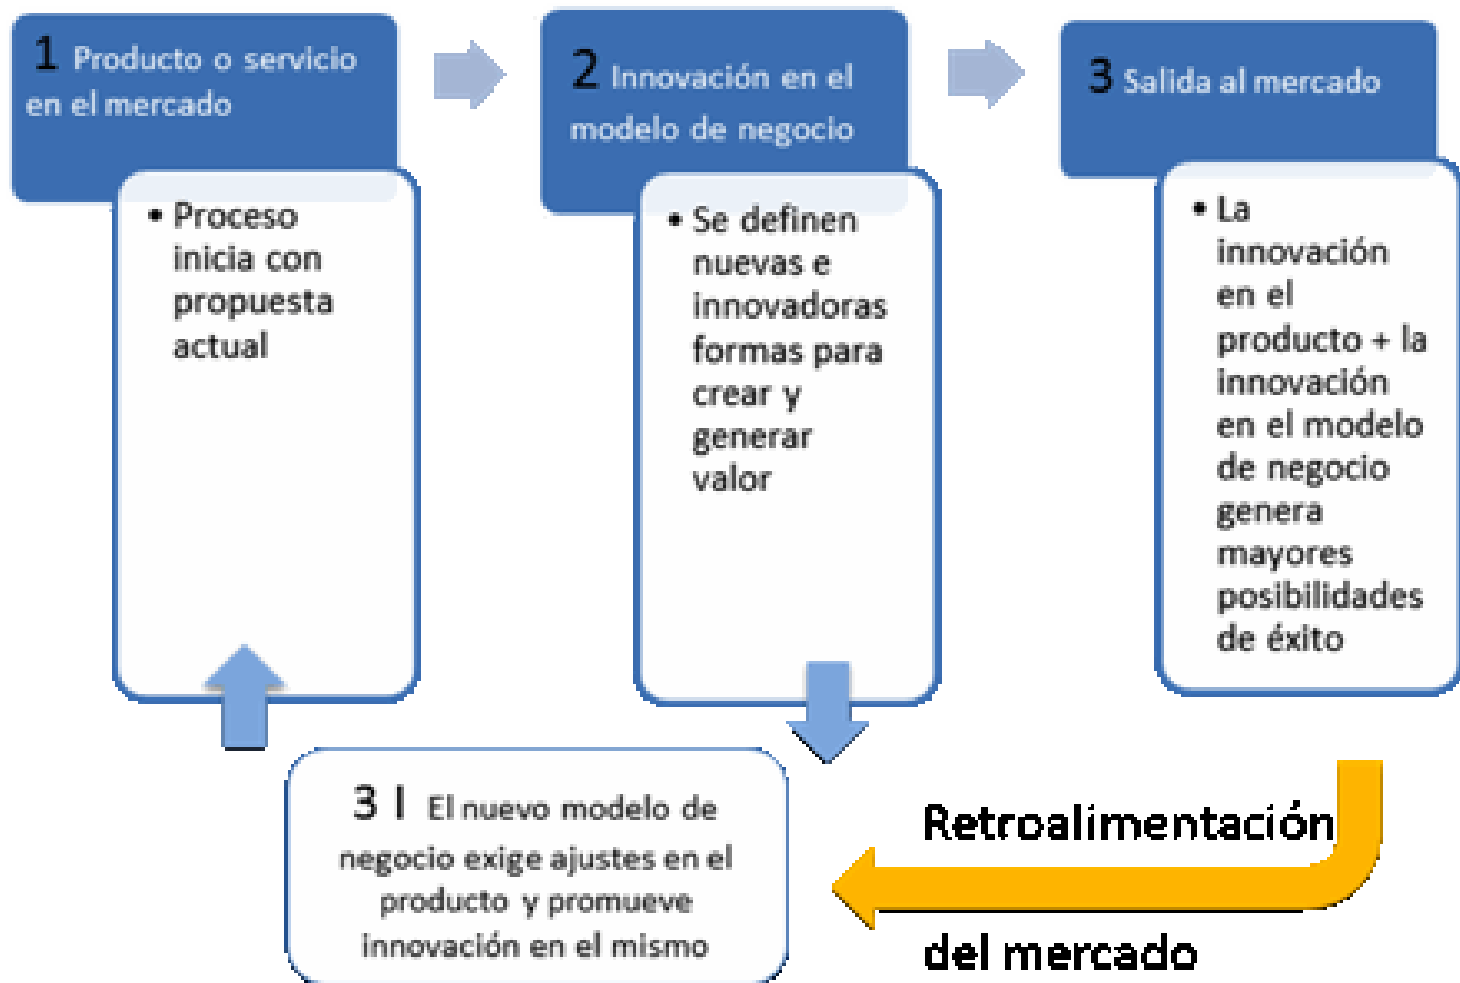 1 Producto o servicio
en el mercado
• Proceso
inicia con
propuesta
actual
2 Innovación en el
modelo de negocio
• Se definen
nuevas e
innovadoras
formas para
crear y
generar
valor
3 Salida al mercado
• La
innovación
en el
producto + la
innovación
en el modelo
de negocio
genera
mayores
posibilidades
de éxito
3 I El nuevo modelo de
negocio exige ajustes en el
producto y promueve
innovación en el mismo
Retroalimentación
del mercado